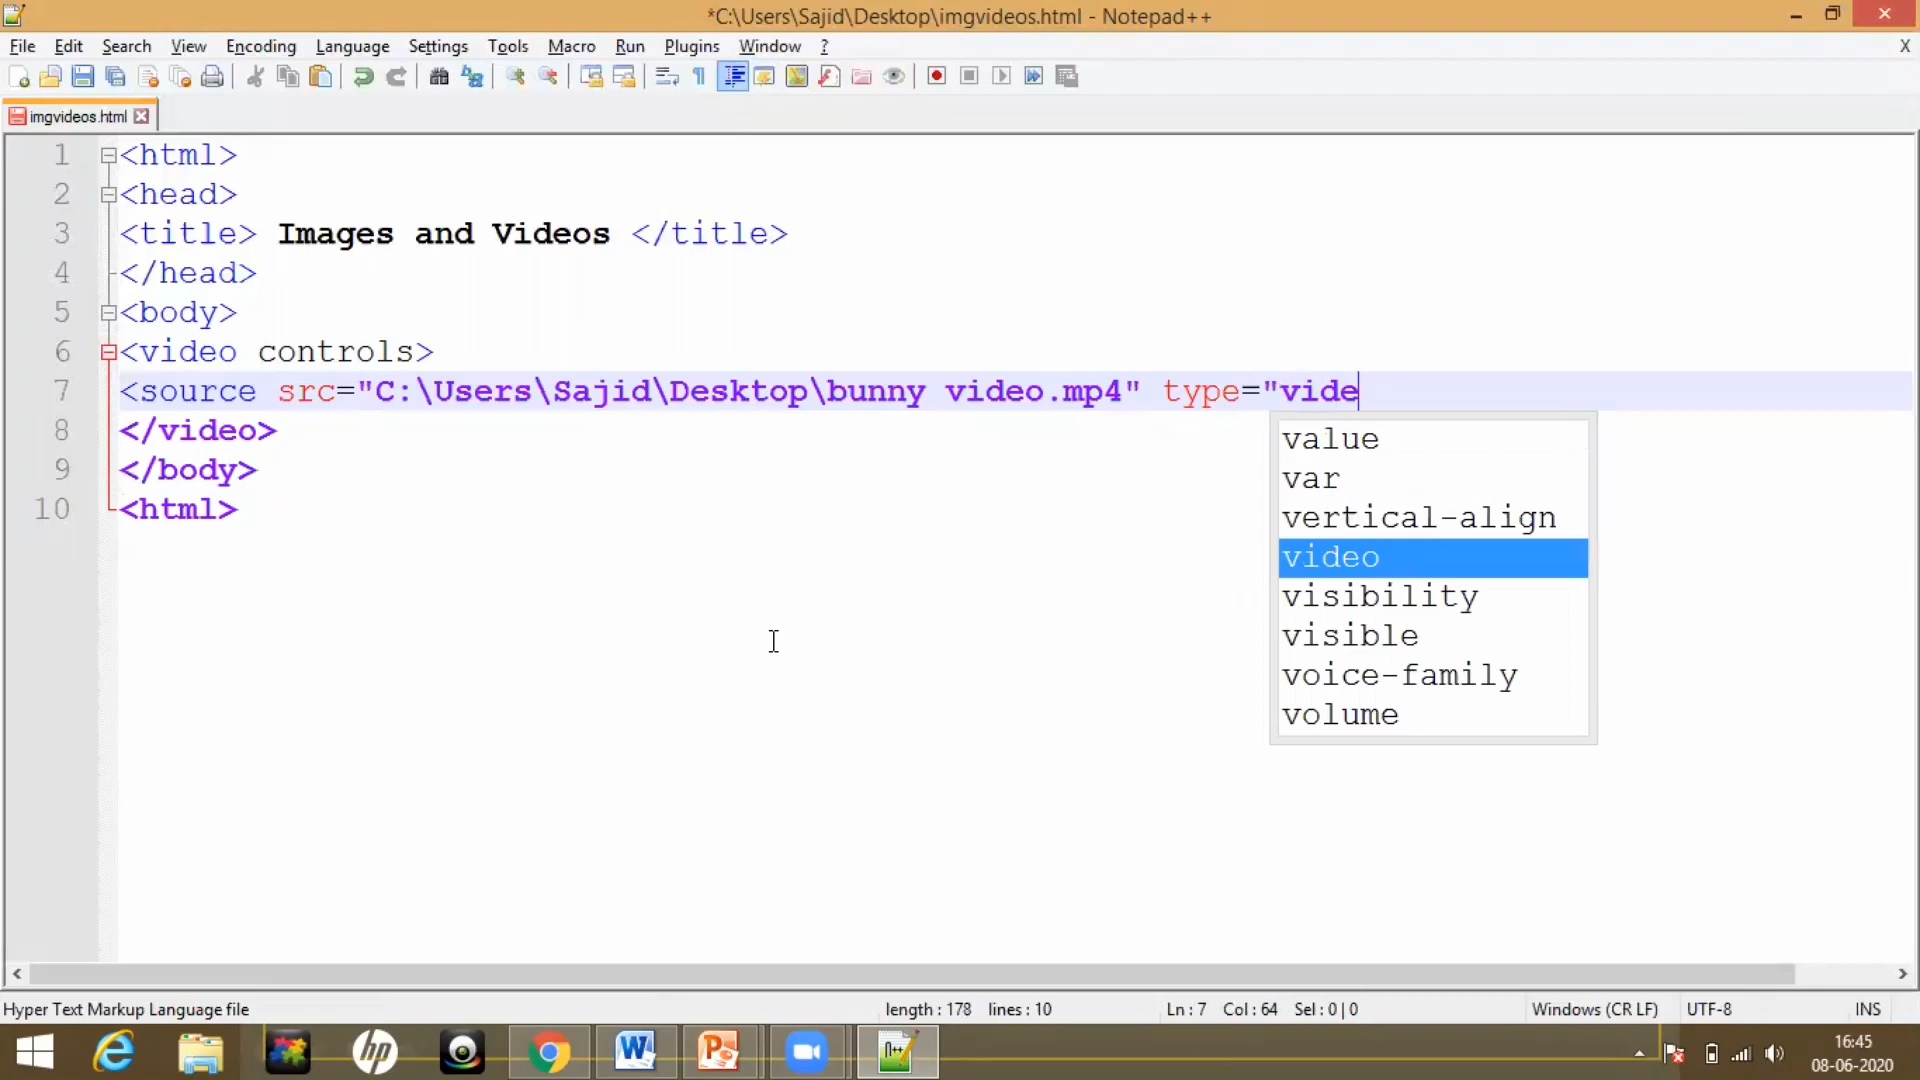 *C:\Users\Sajid\Desktop\imgvideos.html - Notepad++
File Edit Search View Encoding Language Settings Tools Macro Run Plugins Window ? X
imgvideos.html
1 <html>
2 <head>
3 <title> Images and Videos </title>
4 </head>
5 <body>
6 <video controls>
7 <source src="C:\Users\Sajid\Desktop\bunny video.mp4" type="vide
8 </video>
9 </body>
10 <html>
value
var
vertical-align
video
visibility
visible
voice-family
volume
Hyper Text Markup Language file length : 178 lines : 10 Ln : 7 Col : 64 Sel : 0 | 0 Windows (CR LF) UTF-8 INS
16:45
08-06-2020